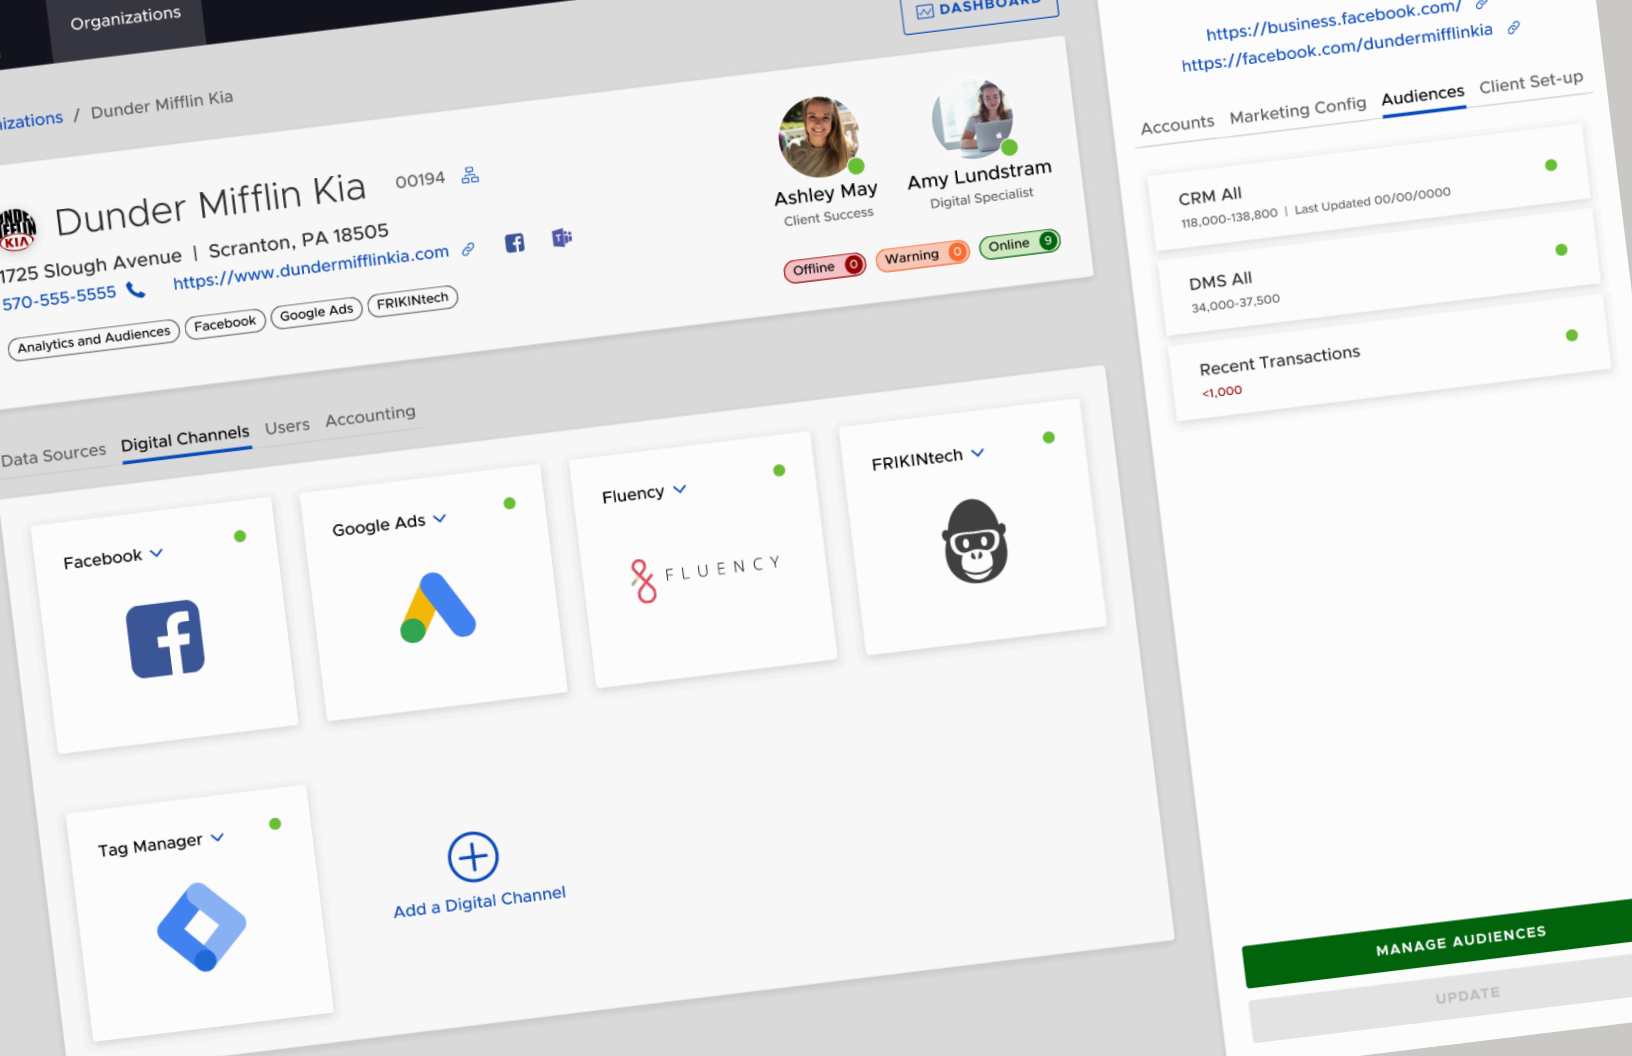 Organizations
DASHBOARD
nizations / Dunder Mifflin Kia
DUNDER
MIFFLIN
KIA
Dunder Mifflin Kia 00194
1725 Slough Avenue | Scranton, PA 18505
570-555-5555 https://www.dundermifflinkia.com
Analytics and Audiences Facebook Google Ads FRIKINtech
Ashley May
Client Success
Amy Lundstram
Digital Specialist
Offline 0 Warning 0 Online 9
Data Sources Digital Channels Users Accounting
Facebook
Google Ads
Fluency
FLUENCY
FRIKINtech
Tag Manager
Add a Digital Channel
https://business.facebook.com/
https://facebook.com/dundermifflinkia
Accounts Marketing Config Audiences Client Set-up
CRM All
118,000-138,800 | Last Updated 00/00/0000
DMS All
34,000-37,500
Recent Transactions
<1,000
MANAGE AUDIENCES
UPDATE